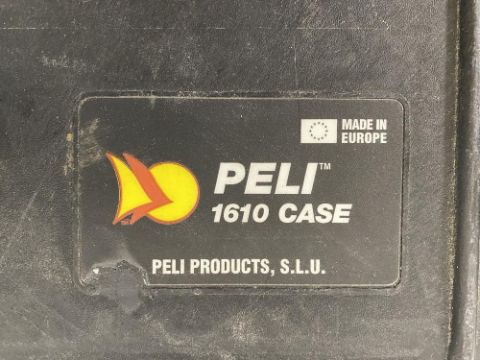 MADE IN
EUROPE
PELI™
1610 CASE
PELI PRODUCTS, S.L.U.